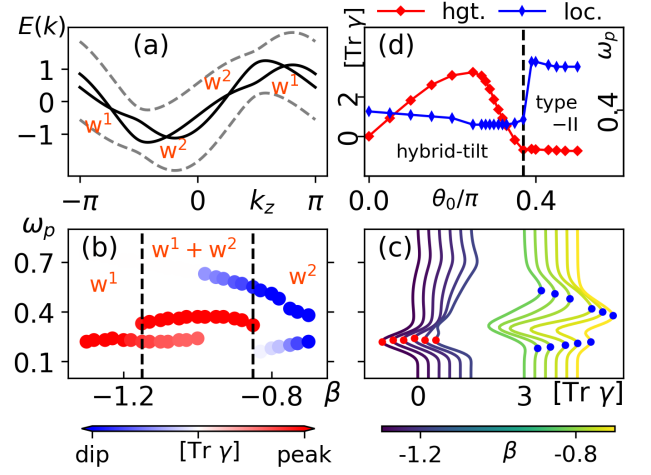 hgt. loc.
E(k)
(a)
1
0
−1
w²
w¹
w¹
w²
−π 0 k_z π
[Tr γ]
(d)
ω_p
2
0
0.4
type
−II
hybrid-tilt
0.0 θ₀/π 0.4
ω_p
(b)
w¹ + w²
w¹
w²
0.7
0.4
0.1
−1.2 −0.8 β
(c)
0 3 [Tr γ]
dip [Tr γ] peak
-1.2 β -0.8